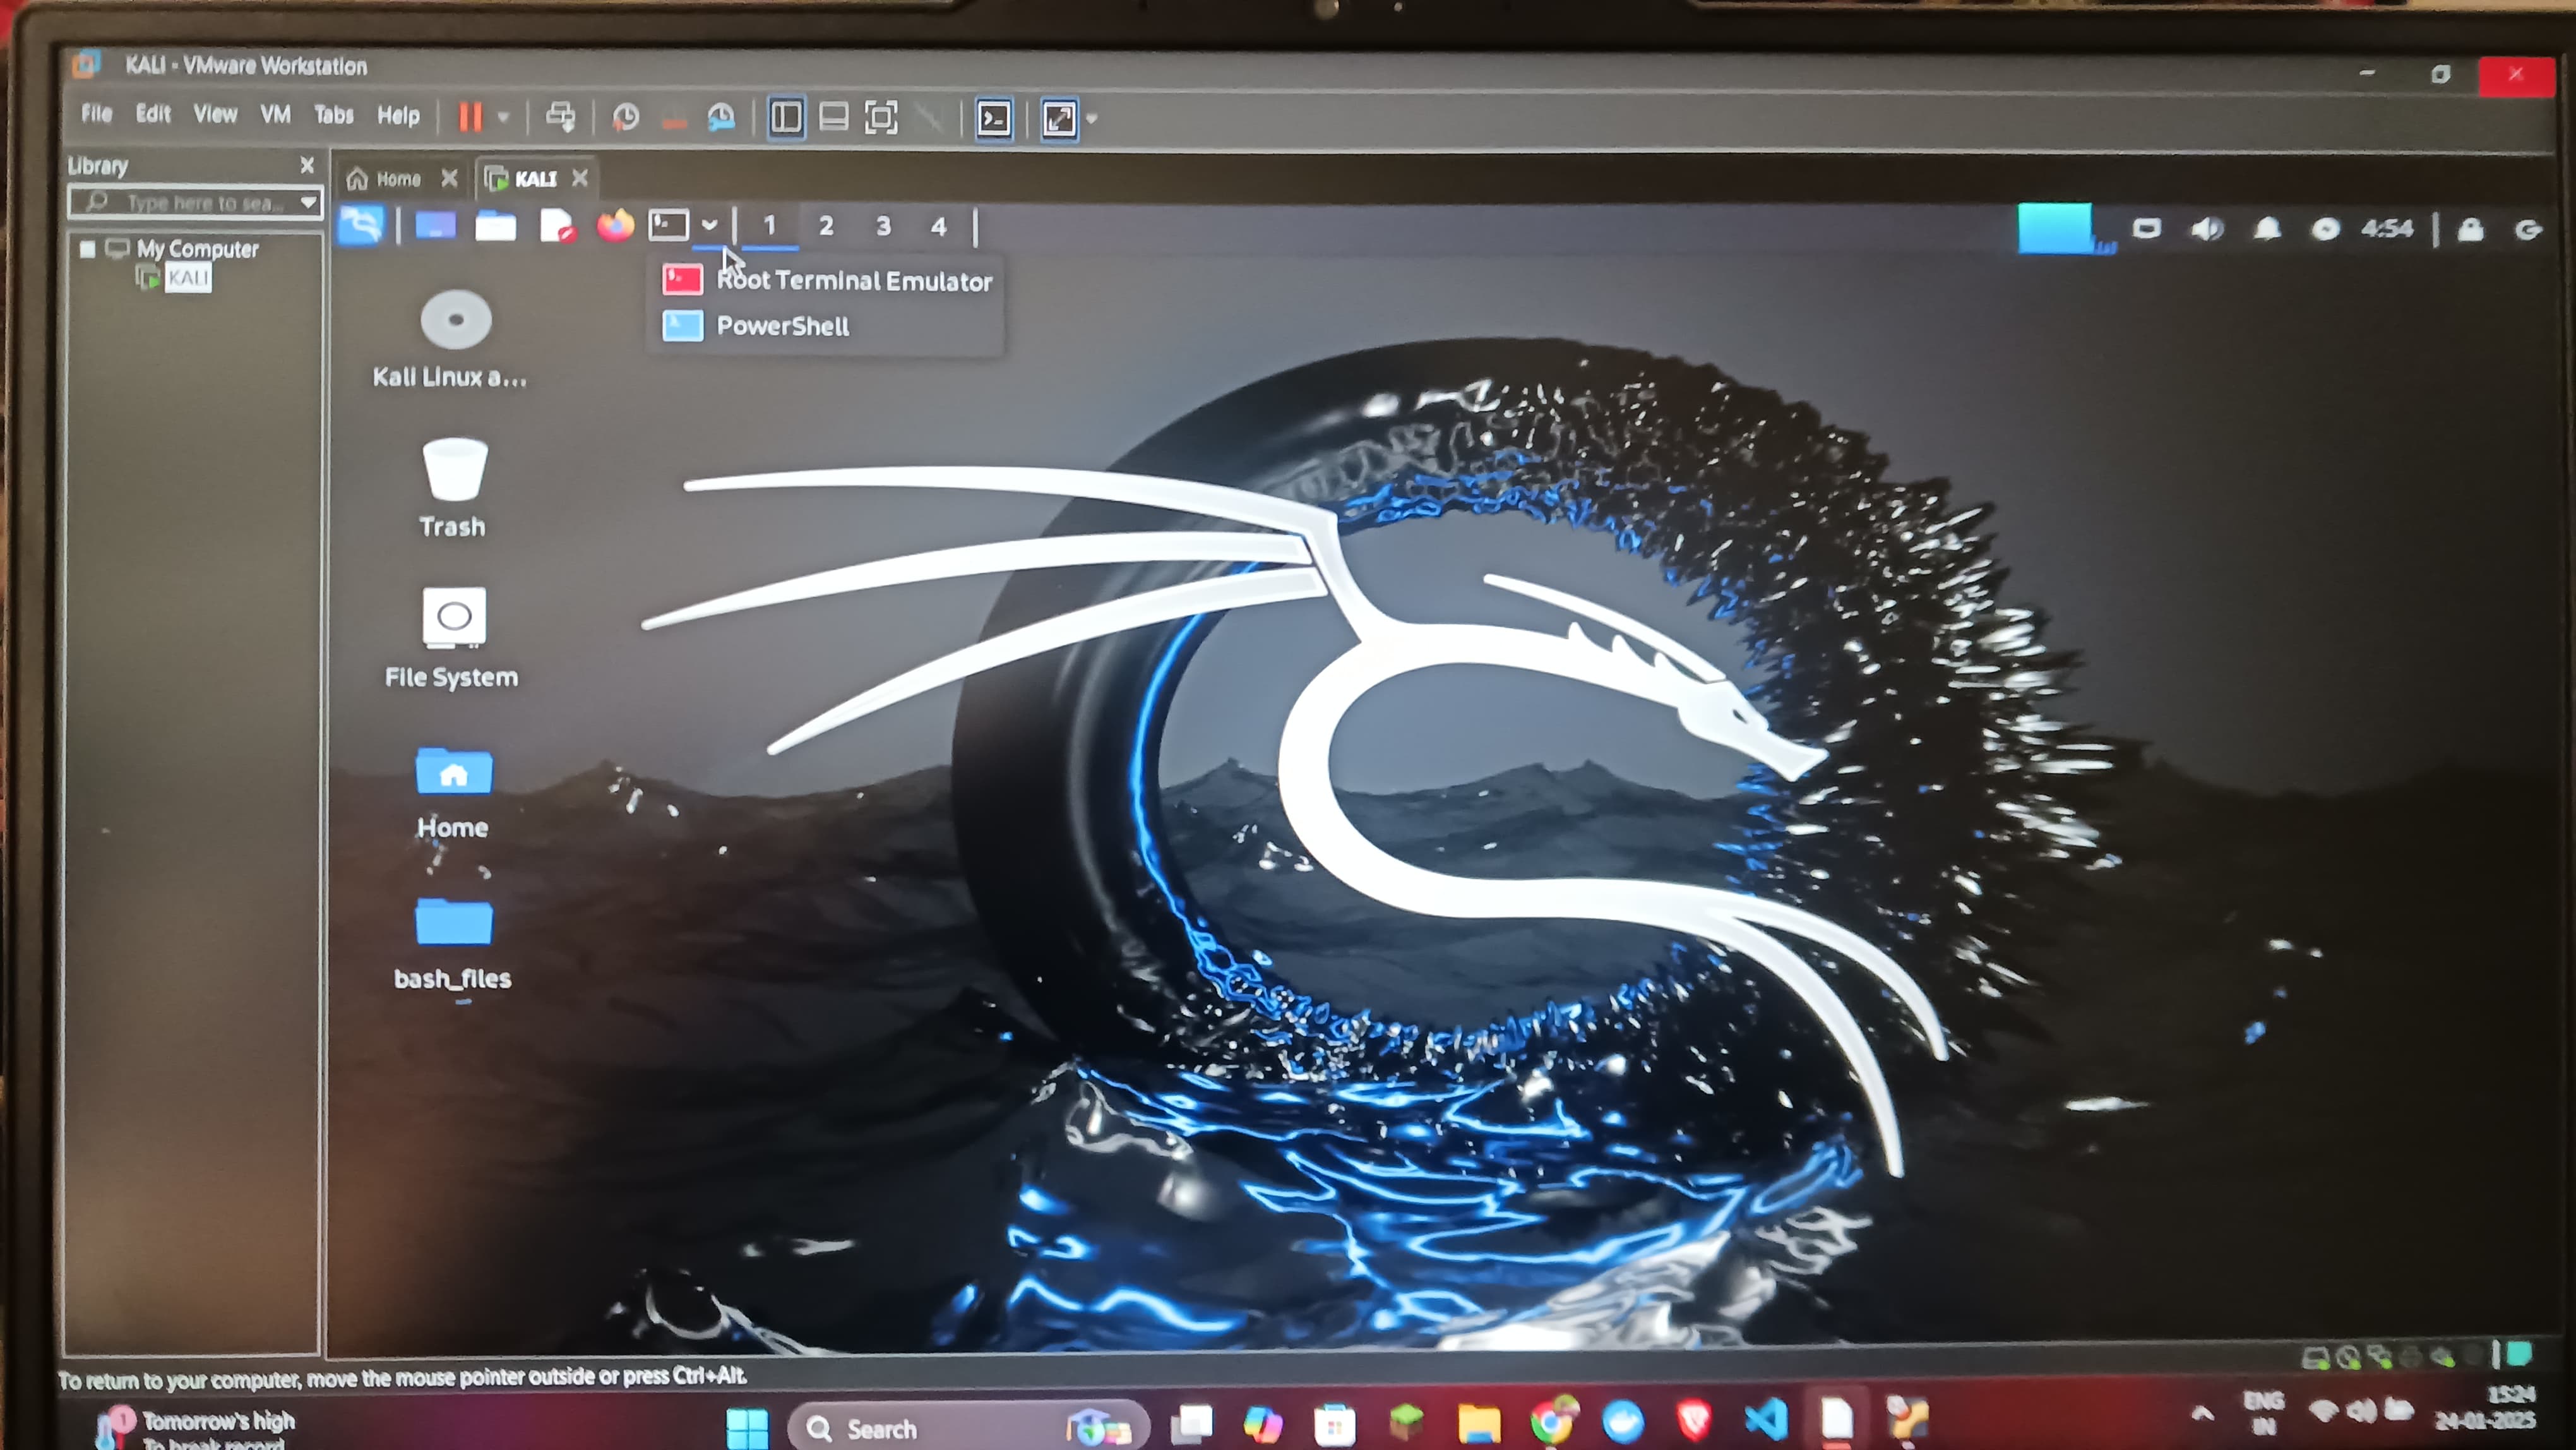 KALI - VMware Workstation
File Edit View VM Tabs Help
Library
Home KALI
Type here to sea...
1 2 3 4 4:54
My Computer
KALI
Root Terminal Emulator
PowerShell
Kali Linux a...
Trash
File System
Home
bash_files
To return to your computer, move the mouse pointer outside or press Ctrl+Alt.
1
Tomorrow's high
To break record
Search
ENG
IN
15:24
24-01-2025